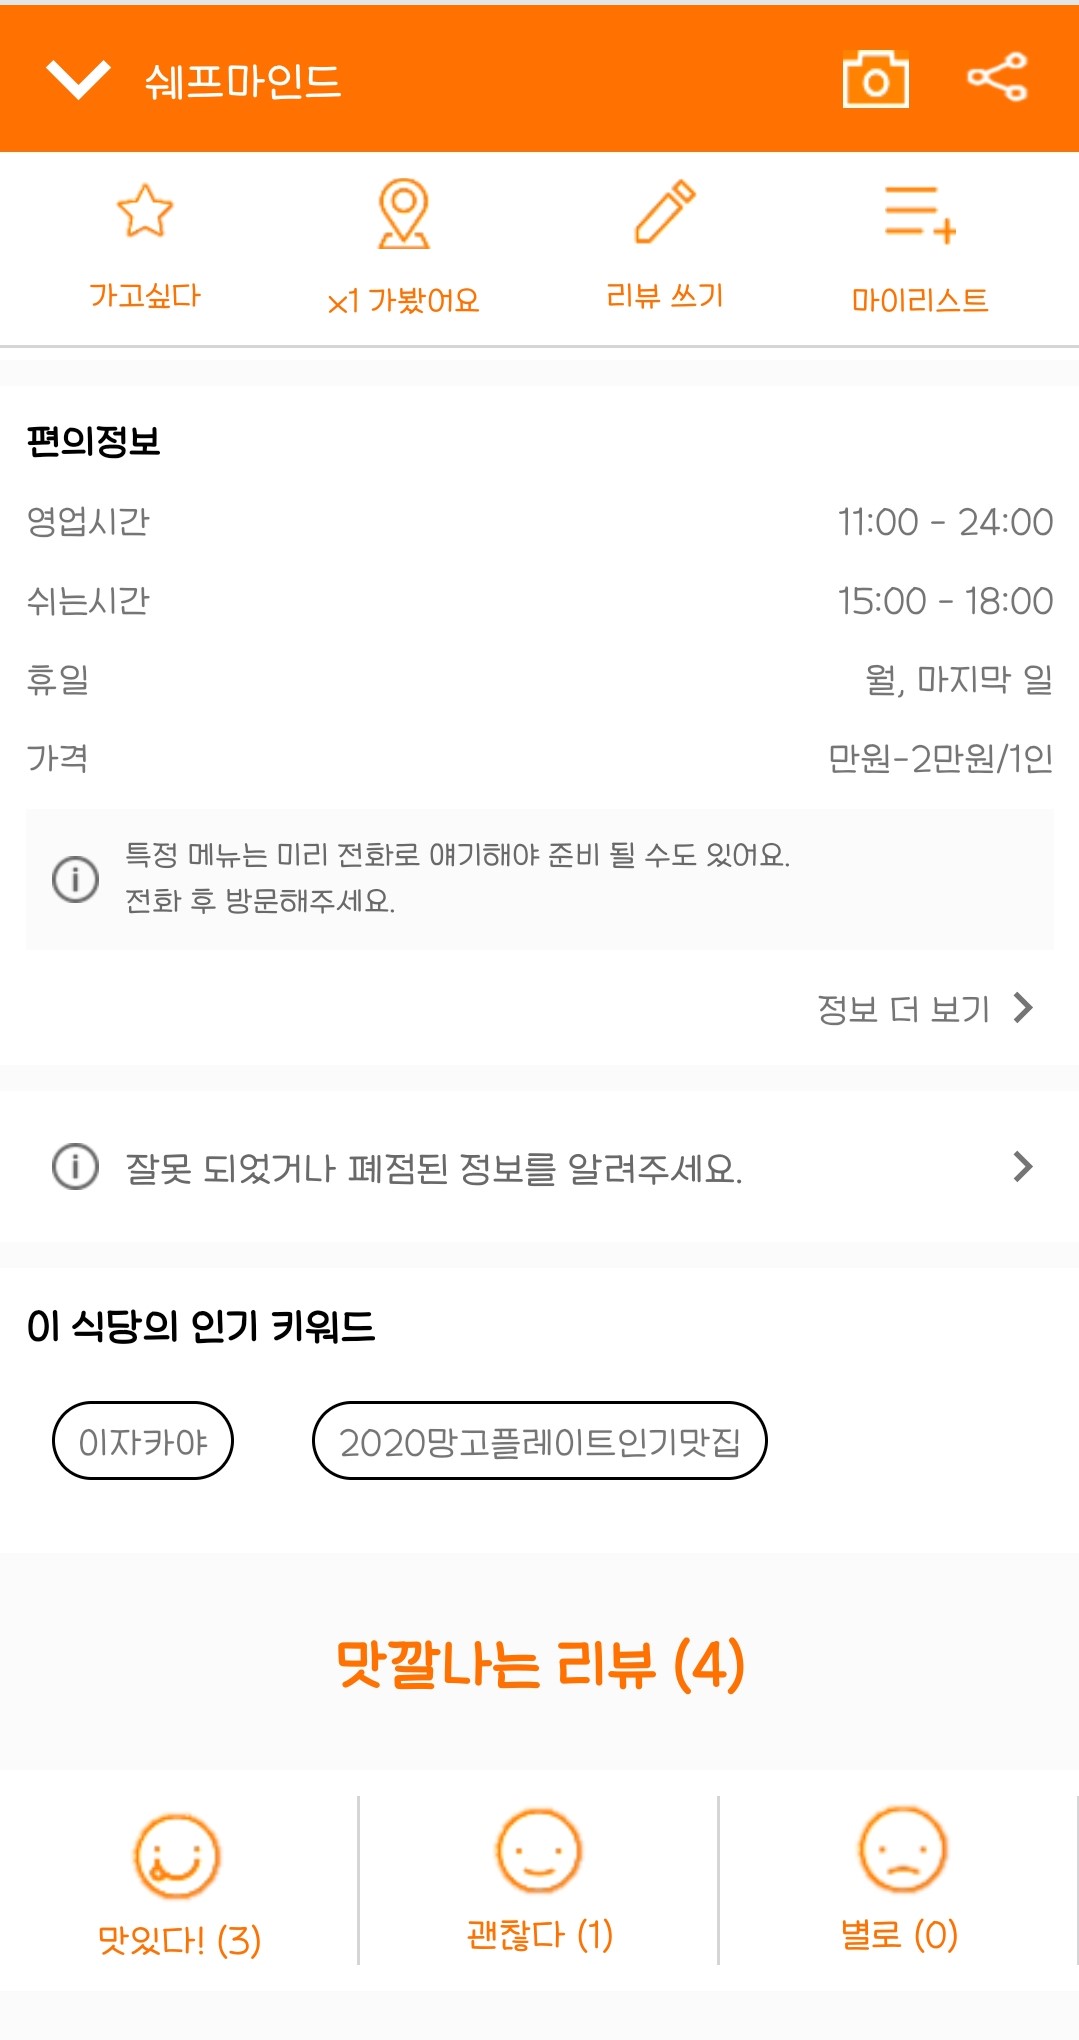 쉐프마인드
가고싶다
x1 가봤어요
리뷰 쓰기
마이리스트
편의정보
영업시간 11:00 - 24:00
쉬는시간 15:00 - 18:00
휴일 월, 마지막 일
가격 만원-2만원/1인
특정 메뉴는 미리 전화로 얘기해야 준비 될 수도 있어요.
전화 후 방문해주세요.
정보 더 보기
잘못 되었거나 폐점된 정보를 알려주세요.
이 식당의 인기 키워드
이자카야
2020망고플레이트인기맛집
맛깔나는 리뷰 (4)
맛있다! (3)
괜찮다 (1)
별로 (0)